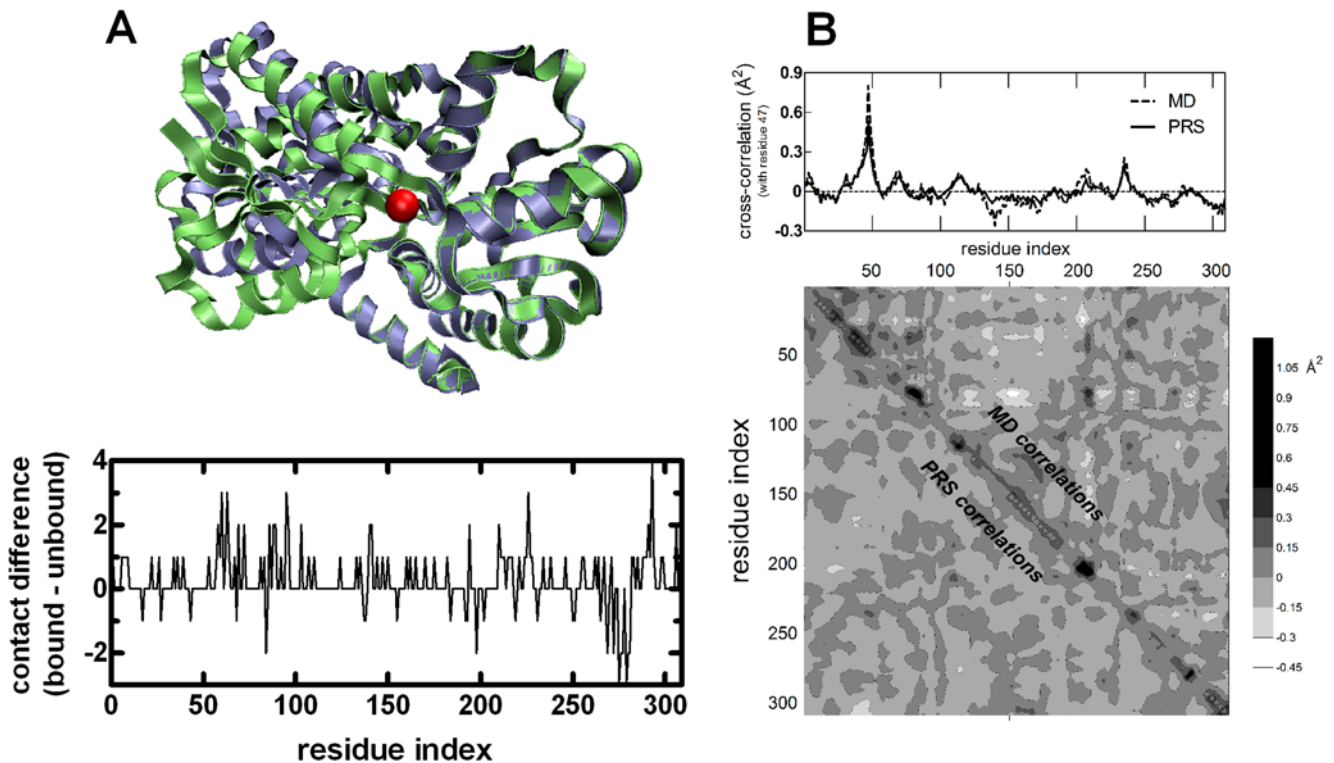 A
contact difference
(bound - unbound)
4
2
0
-2
0 50 100 150 200 250 300
residue index
B
cross-correlation (Å²)
(with residue 47)
0.9
0.6
0.3
0
-0.3
MD
PRS
residue index
50 100 150 200 250 300
residue index
50
100
150
200
250
300
MD correlations
PRS correlations
1.05 Å²
0.9
0.75
0.6
0.45
0.3
0.15
0
-0.15
-0.3
-0.45